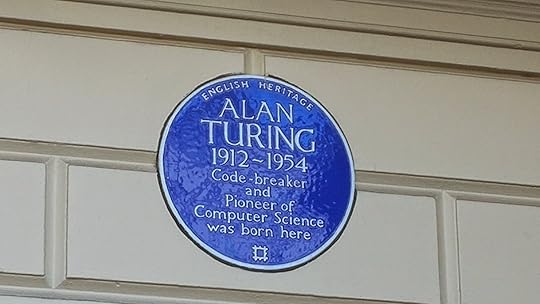 ENGLISH HERITAGE
ALAN
TURING
1912~1954
Code-breaker
and
Pioneer of
Computer Science
was born here